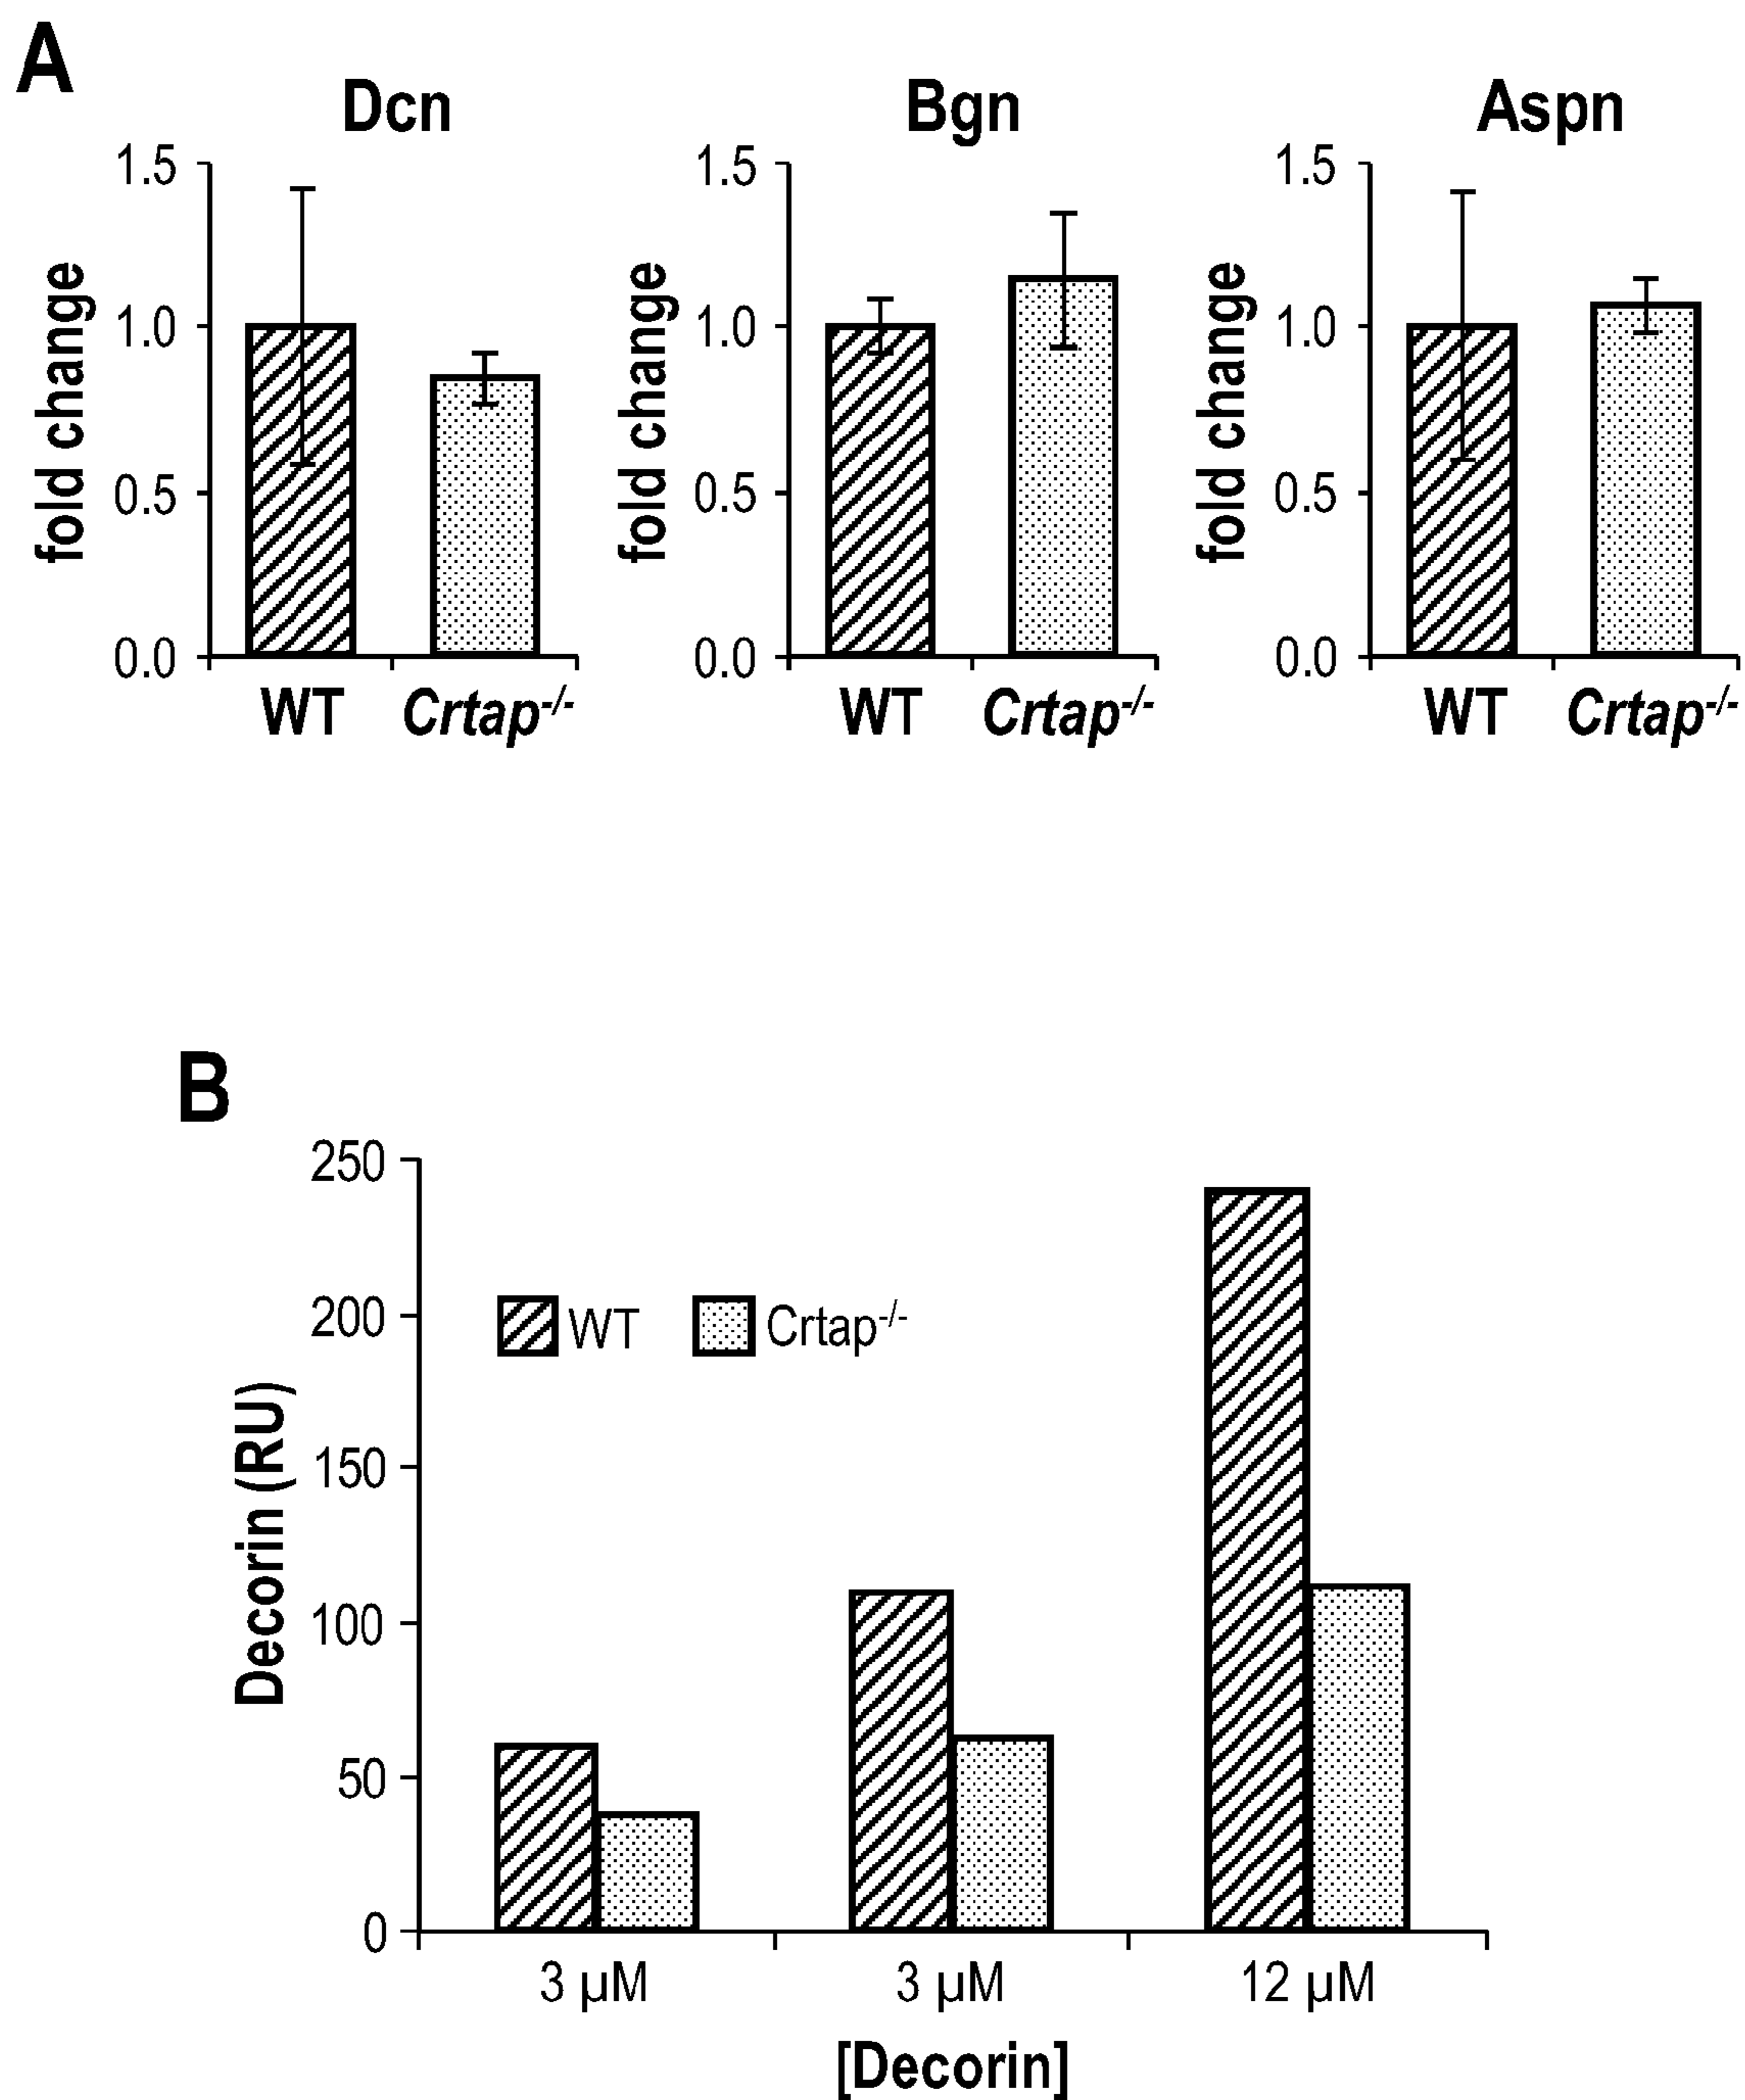 A
Dcn
Bgn
Aspn
fold change
1.5
1.0
0.5
0.0
WT Crtap-/-
fold change
1.5
1.0
0.5
0.0
WT Crtap-/-
fold change
1.5
1.0
0.5
0.0
WT Crtap-/-
B
Decorin (RU)
250
200
150
100
50
0
WT Crtap-/-
3 µM 3 µM 12 µM
[Decorin]